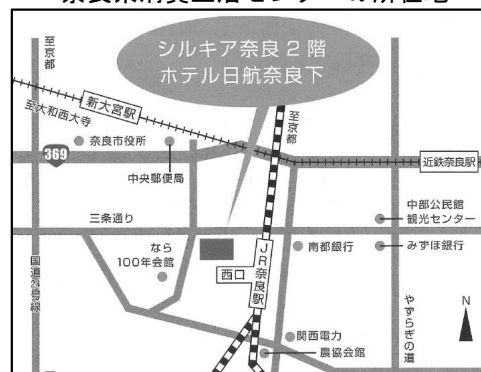 奈良県消費生活センターの所在地
至京都
シルキア奈良2階
ホテル日航奈良下
新大宮駅
至大和西大寺
至京都
奈良市役所
369
中央郵便局
近鉄奈良駅
中部公民館
観光センター
三条通り
なら
100年会館
西口
JR奈良駅
南都銀行
みずほ銀行
国道24号線
やすらぎの道
N
関西電力
農協会館